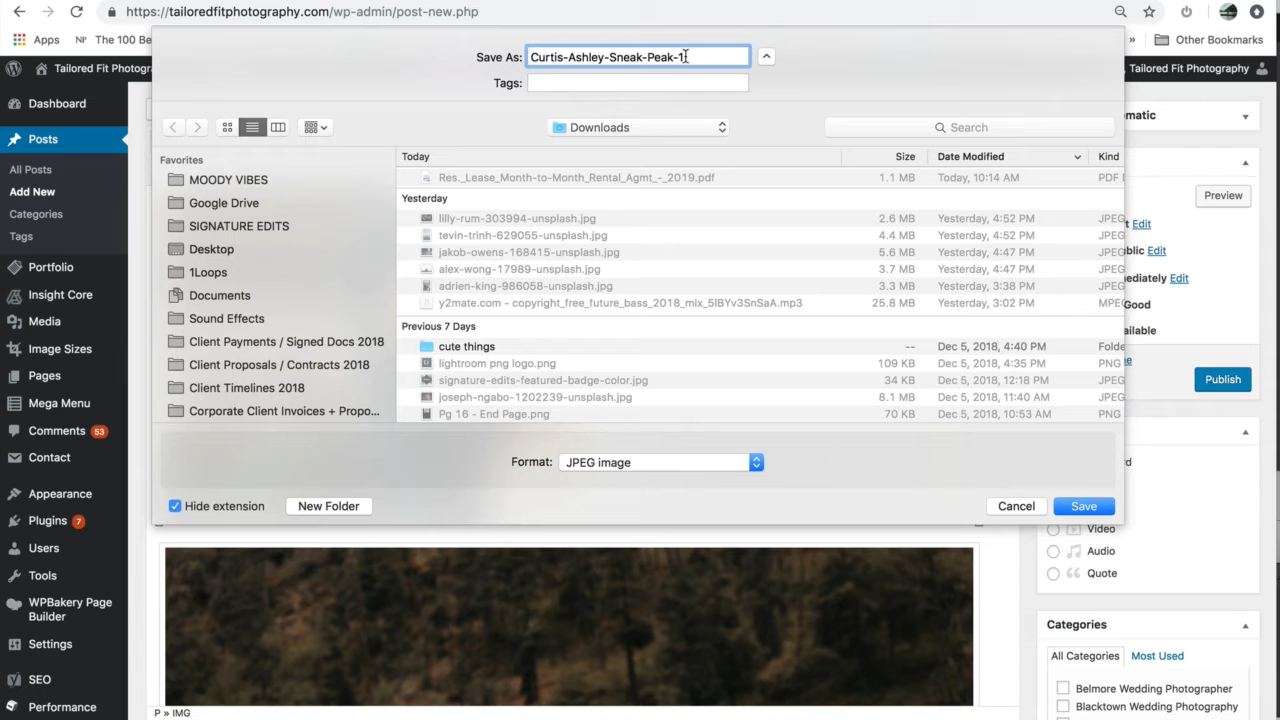 https://tailoredfitphotography.com/wp-admin/post-new.php
Apps NP The 100 Be » Other Bookmarks
Tailored Fit Photogra , Tailored Fit Photography
Save As: Curtis-Ashley-Sneak-Peak-1
Tags:
Downloads
Search
Dashboard
Posts
All Posts
Add New
Categories
Tags
Portfolio
Insight Core
Media
Image Sizes
Pages
Mega Menu
Comments 53
Contact
Appearance
Plugins 7
Users
Tools
WPBakery Page
Builder
Settings
SEO
Performance
Favorites
MOODY VIBES
Google Drive
SIGNATURE EDITS
Desktop
1Loops
Documents
Sound Effects
Client Payments / Signed Docs 2018
Client Proposals / Contracts 2018
Client Timelines 2018
Corporate Client Invoices + Propo...
Today Size Date Modified Kind
Res._Lease_Month-to-Month_Rental_Agmt_-_2019.pdf 1.1 MB Today, 10:14 AM PDF
Yesterday
lilly-rum-303994-unsplash.jpg 2.6 MB Yesterday, 4:52 PM JPEG
levin-trinh-629055-unsplash.jpg 4.4 MB Yesterday, 4:52 PM JPEG
jakob-owens-168415-unsplash.jpg 5.6 MB Yesterday, 4:47 PM JPEG
alex-wong-17989-unsplash.jpg 3.7 MB Yesterday, 4:47 PM JPEG
adrien-king-986058-unsplash.jpg 3.3 MB Yesterday, 3:38 PM JPEG
y2mate.com - copyright_free_future_bass_2018_mix_5IBYv3SnSaA.mp3 25.8 MB Yesterday, 3:02 PM MPE
Previous 7 Days
cute things -- Dec 5, 2018, 4:40 PM Folde
lightroom png logo.png 109 KB Dec 5, 2018, 4:35 PM PNG
signature-edits-featured-badge-color.jpg 34 KB Dec 5, 2018, 12:18 PM JPEG
joseph-ngabo-1202239-unsplash.jpg 8.1 MB Dec 5, 2018, 11:40 AM JPEG
Pg 16 - End Page.png 70 KB Dec 5, 2018, 10:53 AM PNG
Format: JPEG image
Hide extension New Folder Cancel Save
P » IMG
matic
Preview
t Edit
blic Edit
nediately Edit
Good
ailable
e
Publish
d
Video
Audio
Quote
Categories
All Categories Most Used
Belmore Wedding Photographer
Blacktown Wedding Photography